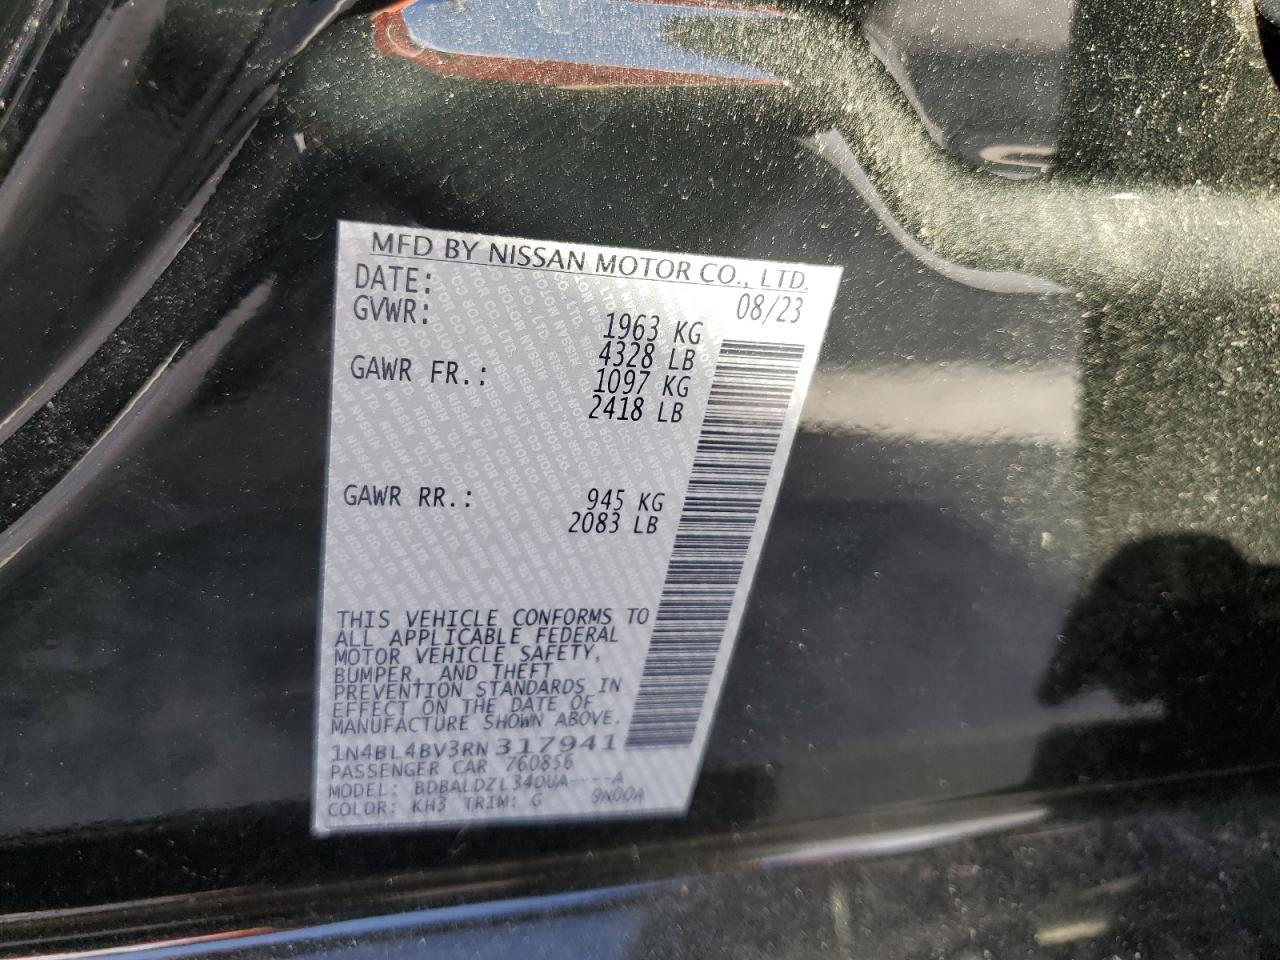 MFD BY NISSAN MOTOR CO., LTD.
DATE: 08/23
GVWR: 1963 KG
4328 LB
GAWR FR.: 1097 KG
2418 LB
GAWR RR.: 945 KG
2083 LB
THIS VEHICLE CONFORMS TO
ALL APPLICABLE FEDERAL
MOTOR VEHICLE SAFETY,
BUMPER, AND THEFT
PREVENTION STANDARDS IN
EFFECT ON THE DATE OF
MANUFACTURE SHOWN ABOVE.
1N4BL4BV3RN317941
PASSENGER CAR 760856
MODEL: BDBALDZL34DUA----A
COLOR: KH3 TRIM: G 9N00A